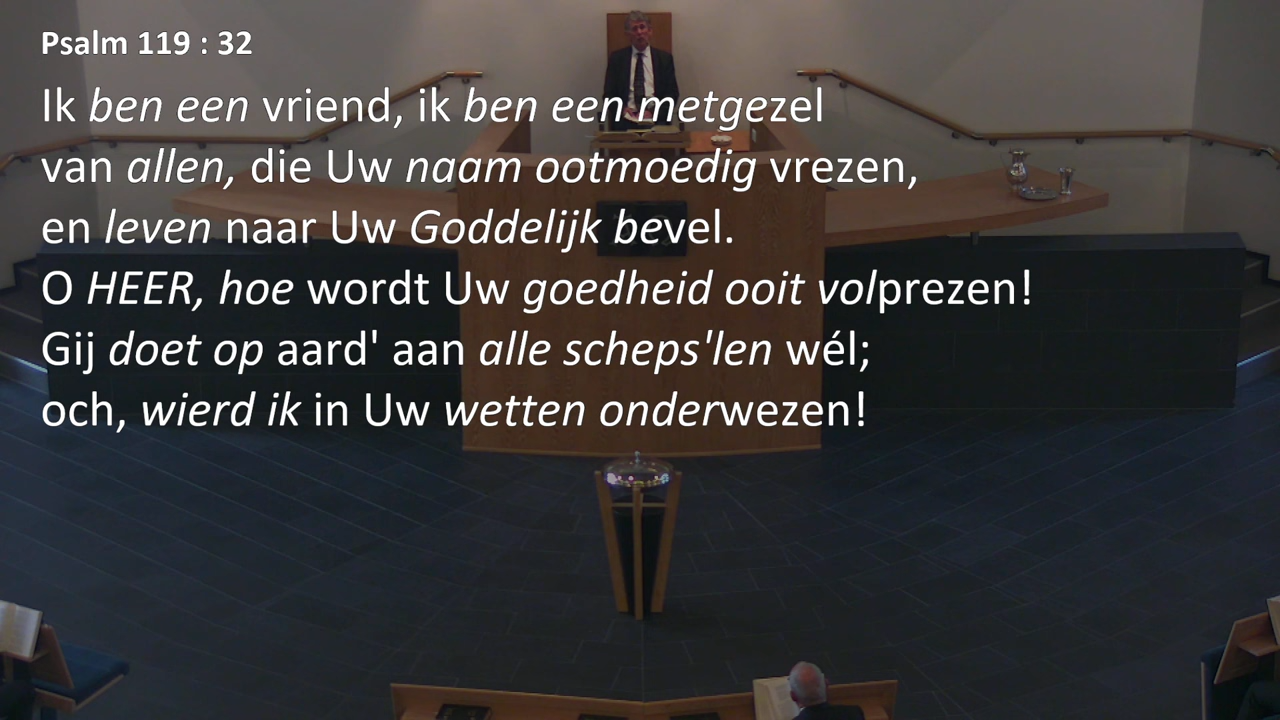 Psalm 119 : 32
Ik ben een vriend, ik ben een metgezel
van allen, die Uw naam ootmoedig vrezen,
en leven naar Uw Goddelijk bevel.
O HEER, hoe wordt Uw goedheid ooit volprezen!
Gij doet op aard' aan alle scheps'len wél;
och, wierd ik in Uw wetten onderwezen!